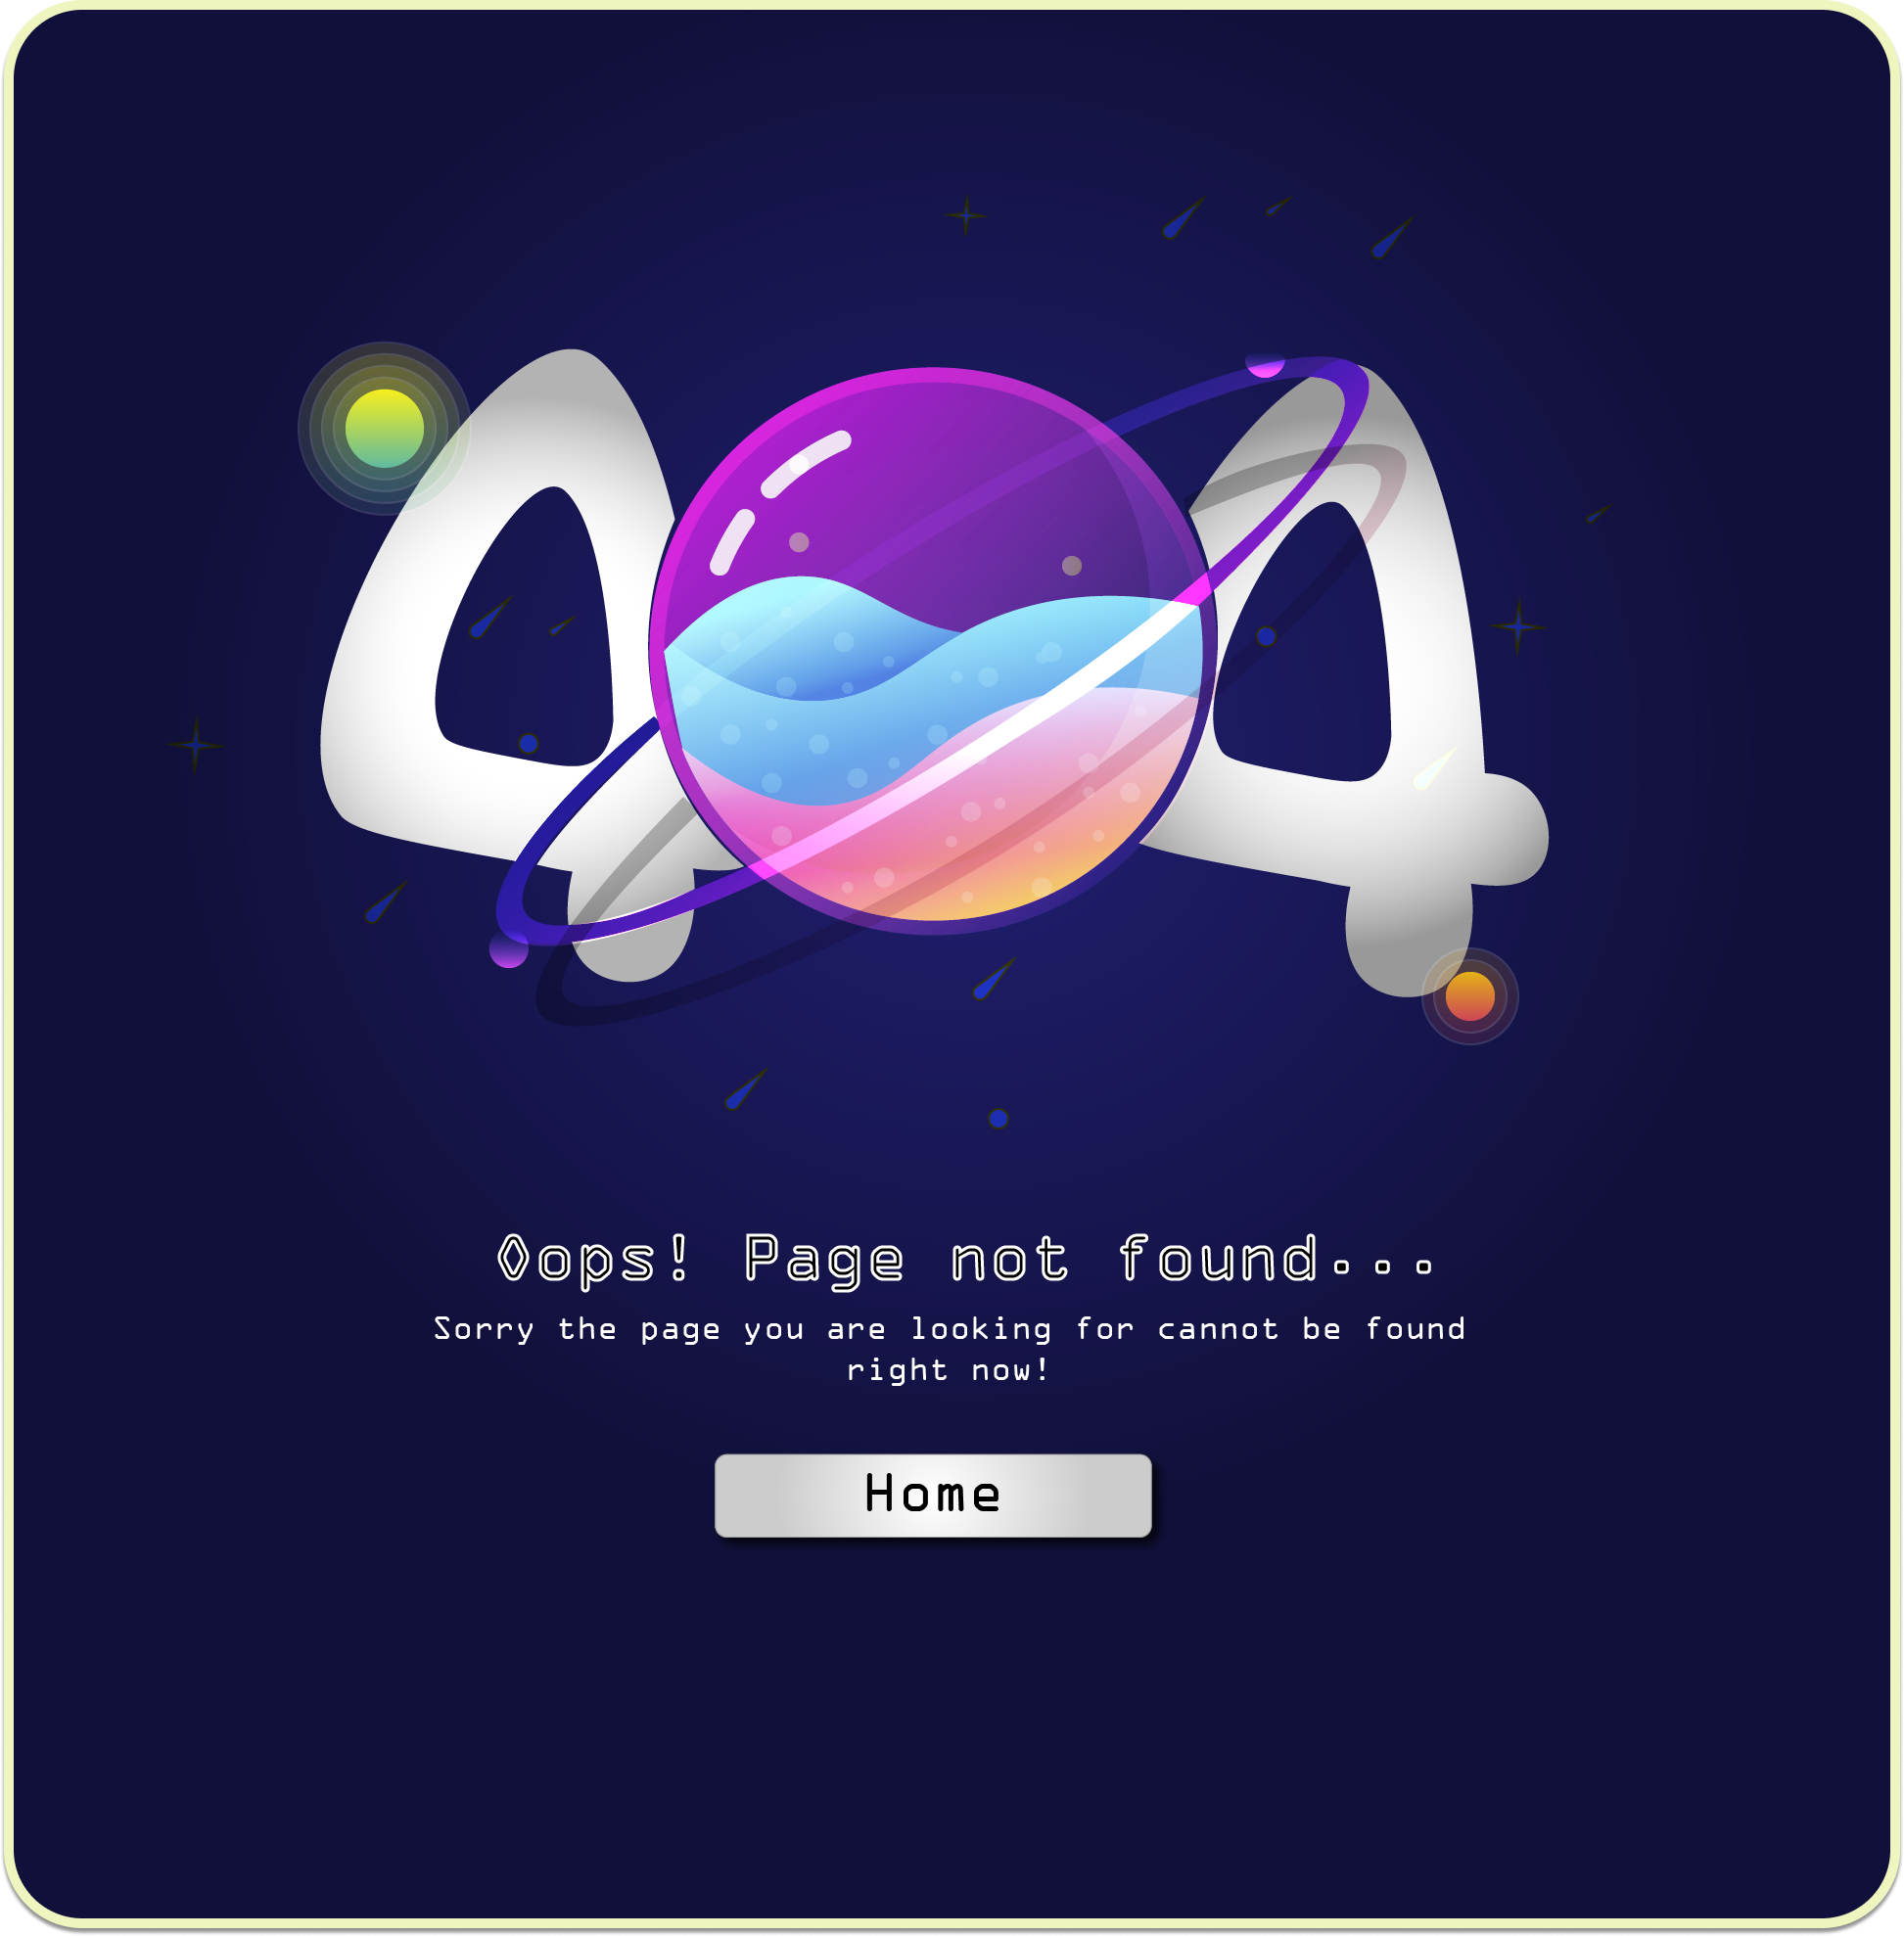 404
Oops! Page not found...
Sorry the page you are looking for cannot be found
right now!
Home